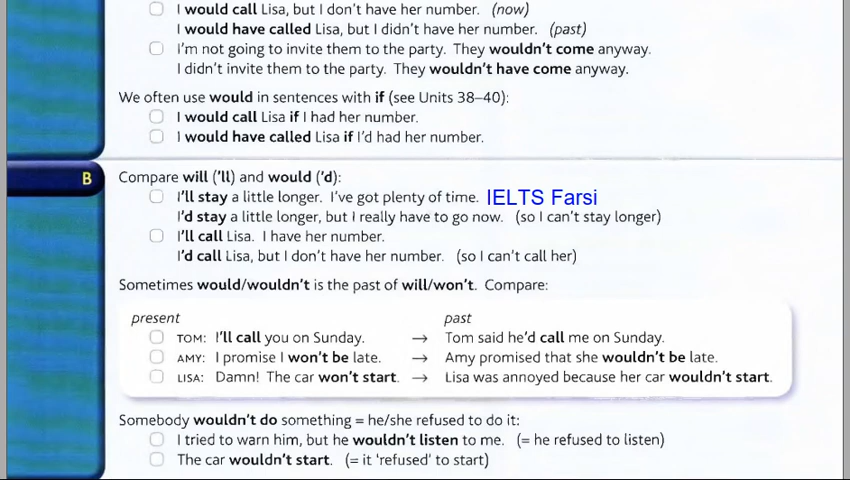 I would call Lisa, but I don't have her number. (now)
I would have called Lisa, but I didn't have her number. (past)
I'm not going to invite them to the party. They wouldn't come anyway.
I didn't invite them to the party. They wouldn't have come anyway.
We often use would in sentences with if (see Units 38–40):
I would call Lisa if I had her number.
I would have called Lisa if I'd had her number.
B
Compare will ('ll) and would ('d):
I'll stay a little longer. I've got plenty of time. IELTS Farsi
I'd stay a little longer, but I really have to go now. (so I can't stay longer)
I'll call Lisa. I have her number.
I'd call Lisa, but I don't have her number. (so I can't call her)
Sometimes would/wouldn't is the past of will/won't. Compare:
present past
TOM: I'll call you on Sunday. → Tom said he'd call me on Sunday.
AMY: I promise I won't be late. → Amy promised that she wouldn't be late.
LISA: Damn! The car won't start. → Lisa was annoyed because her car wouldn't start.
Somebody wouldn't do something = he/she refused to do it:
I tried to warn him, but he wouldn't listen to me. (= he refused to listen)
The car wouldn't start. (= it 'refused' to start)